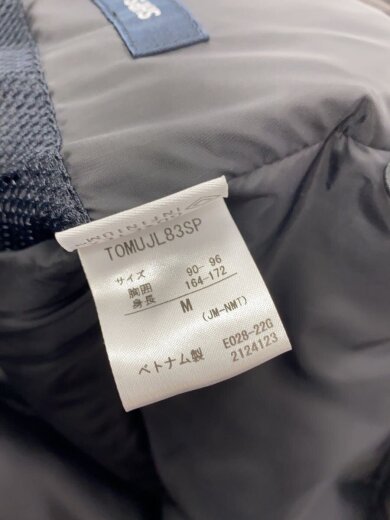 TOMUJL83SP
サイズ
胸囲 90- 96
身長 164-172
M
(JM-NMT)
E028-22G
ベトナム製 2124123